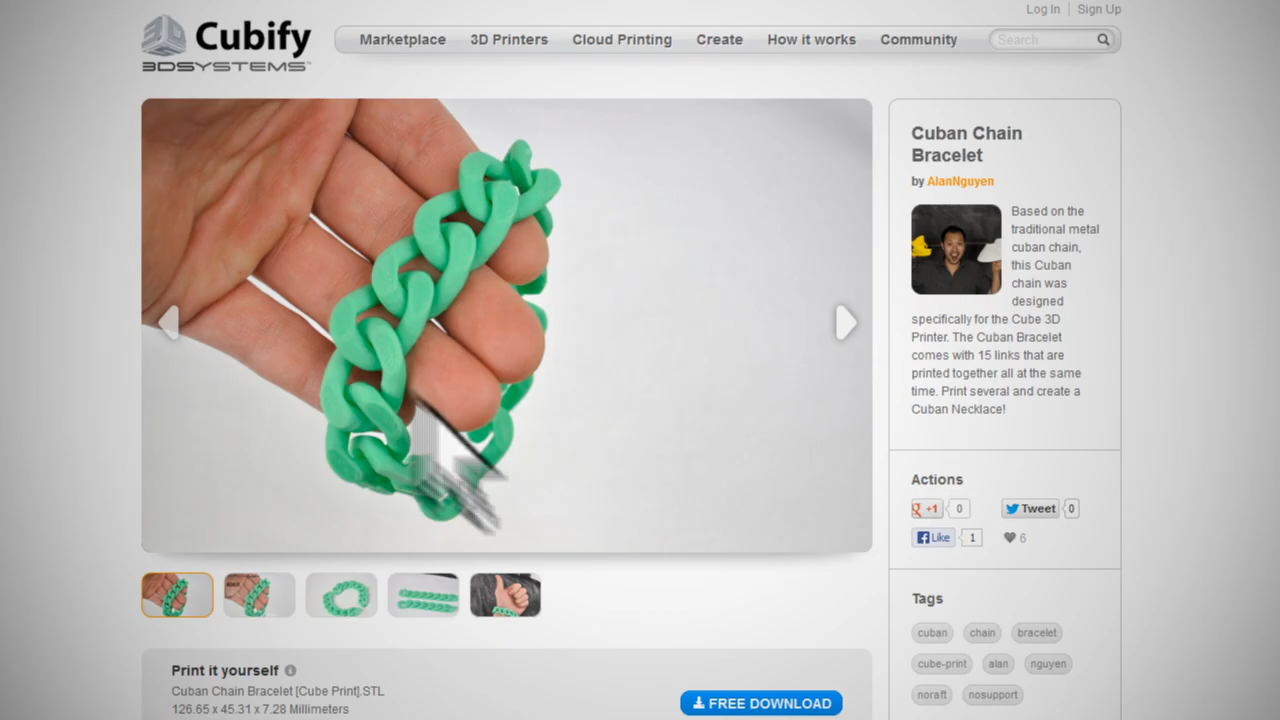 Log In | Sign Up
3D Cubify
3DSYSTEMS™
Marketplace 3D Printers Cloud Printing Create How it works Community Search
Cuban Chain
Bracelet
by AlanNguyen
Based on the
traditional metal
cuban chain,
this Cuban
chain was
designed
specifically for the Cube 3D
Printer. The Cuban Bracelet
comes with 15 links that are
printed together all at the same
time. Print several and create a
Cuban Necklace!
Actions
g +1 0 Tweet 0
Like 1 6
Tags
cuban chain bracelet
cube-print alan nguyen
noraft nosupport
Print it yourself i
Cuban Chain Bracelet [Cube Print].STL
126.65 x 45.31 x 7.28 Millimeters
FREE DOWNLOAD